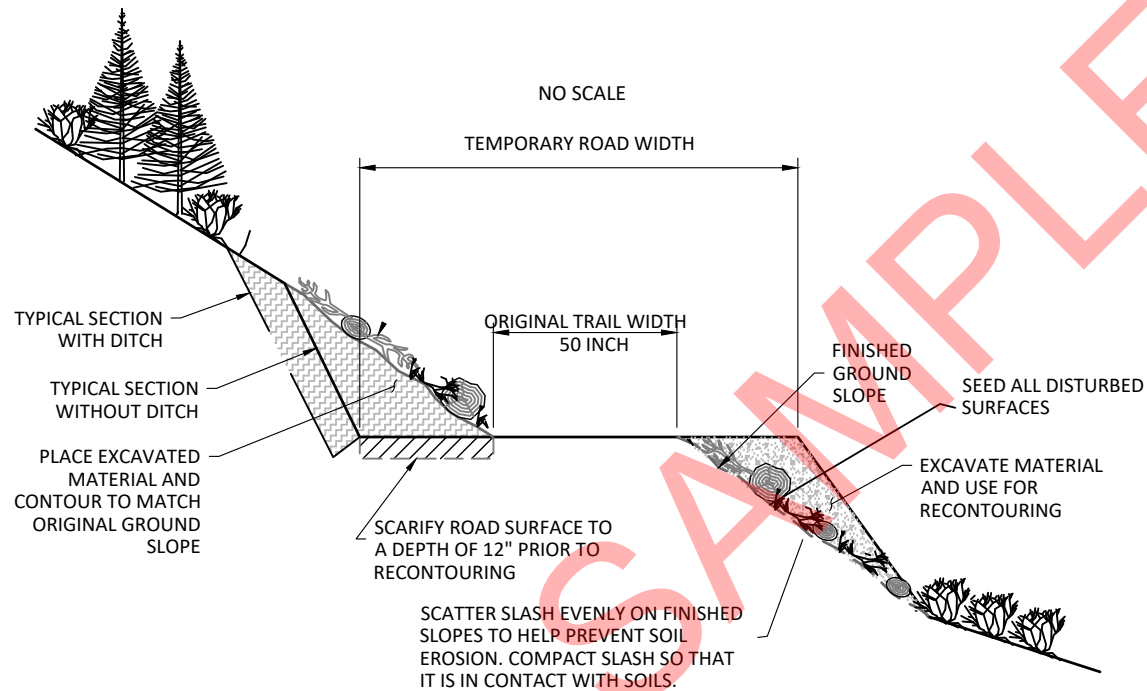 NO SCALE
TEMPORARY ROAD WIDTH
ORIGINAL TRAIL WIDTH
50 INCH
TYPICAL SECTION
WITH DITCH
TYPICAL SECTION
WITHOUT DITCH
PLACE EXCAVATED
MATERIAL AND
CONTOUR TO MATCH
ORIGINAL GROUND
SLOPE
SCARIFY ROAD SURFACE TO
A DEPTH OF 12" PRIOR TO
RECONTOURING
FINISHED
GROUND
SLOPE
SEED ALL DISTURBED
SURFACES
EXCAVATE MATERIAL
AND USE FOR
RECONTOURING
SCATTER SLASH EVENLY ON FINISHED
SLOPES TO HELP PREVENT SOIL
EROSION. COMPACT SLASH SO THAT
IT IS IN CONTACT WITH SOILS.
SAMPLE